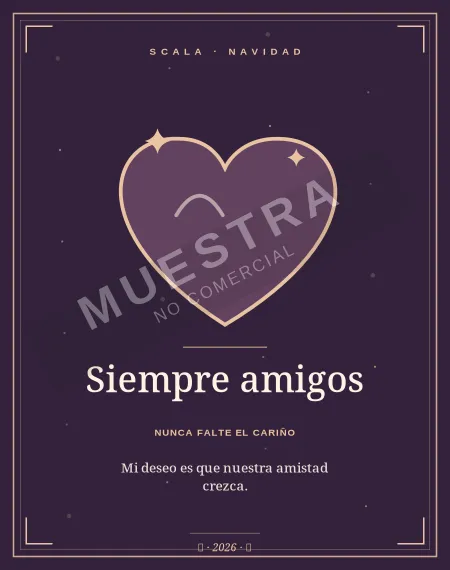 SCALA · NAVIDAD
MUESTRA
NO COMERCIAL
Siempre amigos
NUNCA FALTE EL CARIÑO
Mi deseo es que nuestra amistad
crezca.
· 2026 ·